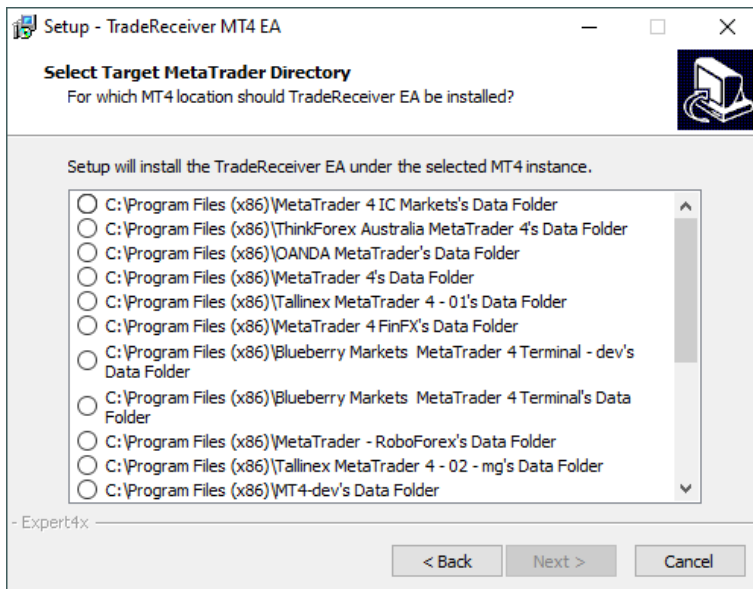 Setup - TradeReceiver MT4 EA
Select Target MetaTrader Directory
For which MT4 location should TradeReceiver EA be installed?
Setup will install the TradeReceiver EA under the selected MT4 instance.
C:\Program Files (x86)\MetaTrader 4 IC Markets's Data Folder
C:\Program Files (x86)\ThinkForex Australia MetaTrader 4's Data Folder
C:\Program Files (x86)\OANDA MetaTrader's Data Folder
C:\Program Files (x86)\MetaTrader 4's Data Folder
C:\Program Files (x86)\Tallinex MetaTrader 4 - 01's Data Folder
C:\Program Files (x86)\MetaTrader 4 FinFX's Data Folder
C:\Program Files (x86)\Blueberry Markets  MetaTrader 4 Terminal - dev's
Data Folder
C:\Program Files (x86)\Blueberry Markets  MetaTrader 4 Terminal's Data
Folder
C:\Program Files (x86)\MetaTrader - RoboForex's Data Folder
C:\Program Files (x86)\Tallinex MetaTrader 4 - 02 - mg's Data Folder
C:\Program Files (x86)\MT4-dev's Data Folder
- Expert4x
< Back
Next >
Cancel